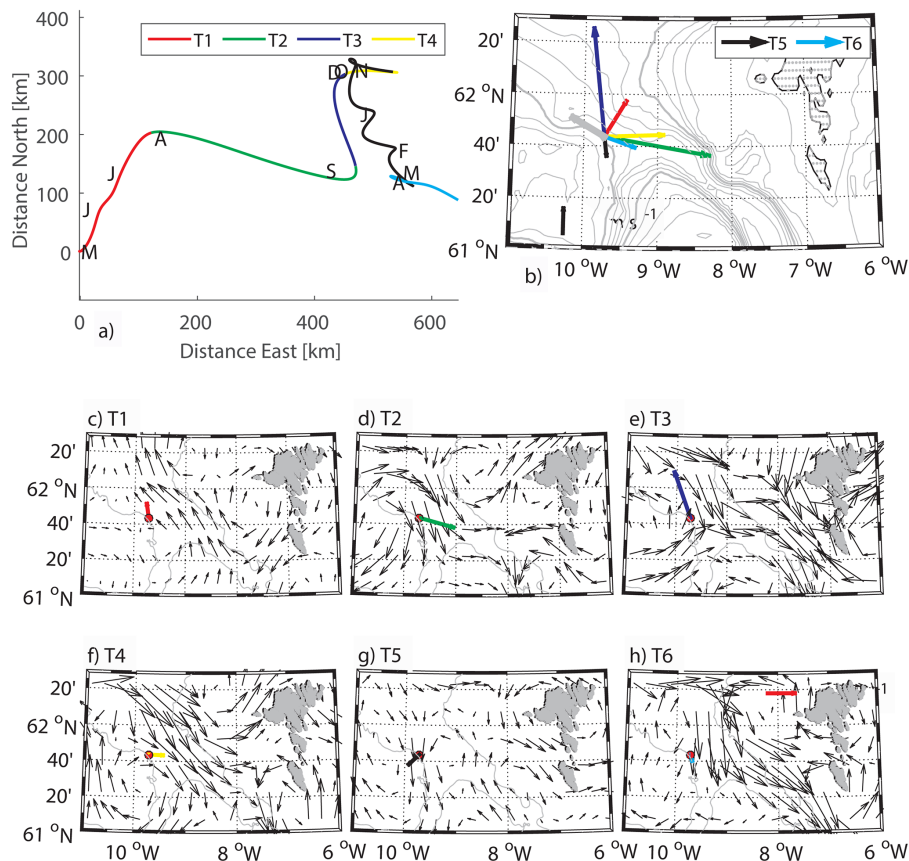 400
300
200
100
0
Distance North [km]
T1 T2 T3 T4
M
J
J
A
S
D O N
J
F
M
A
0 200 400 600
a)
Distance East [km]
T5 T6
20'
62 °N
40'
20'
61 °N
m s -1
b)
10 °W 9 °W 8 °W 7 °W 6 °W
c) T1 d) T2 e) T3
20'
62 °N
40'
20'
61 °N
f) T4 g) T5 h) T6
20'
62 °N
40'
20'
61 °N
1
10 °W 8 °W 6 °W 10 °W 8 °W 6 °W 10 °W 8 °W 6 °W